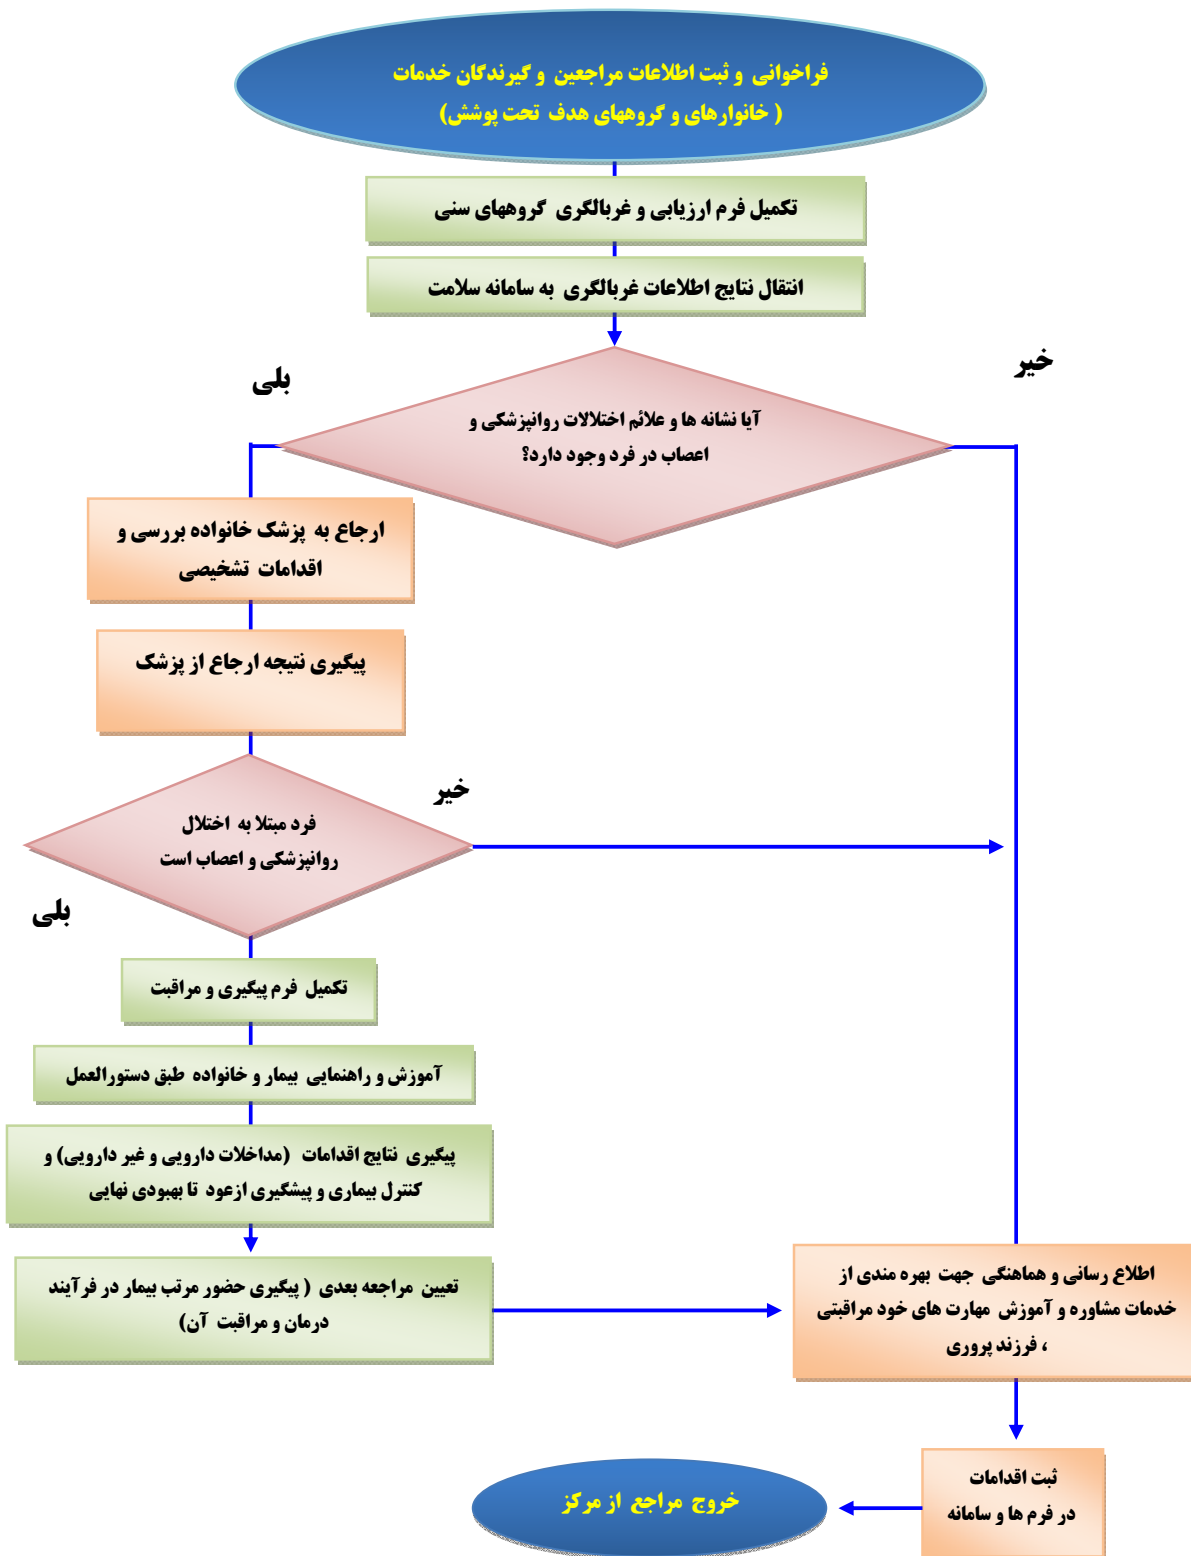 فراخوانی و ثبت اطلاعات مراجعین و گیرندگان خدمات
( خانوارهای و گروههای هدف تحت پوشش)
تکمیل فرم ارزیابی و غربالگری گروههای سنی
انتقال نتایج اطلاعات غربالگری به سامانه سلامت
خیر
بلی
آیا نشانه ها و علائم اختلالات روانپزشکی و
اعصاب در فرد وجود دارد؟
ارجاع به پزشک خانواده بررسی و
اقدامات تشخیصی
پیگیری نتیجه ارجاع از پزشک
خیر
فرد مبتلا به اختلال
روانپزشکی و اعصاب است
بلی
تکمیل فرم پیگیری و مراقبت
آموزش و راهنمایی بیمار و خانواده طبق دستورالعمل
پیگیری نتایج اقدامات (مداخلات دارویی و غیر دارویی) و
کنترل بیماری و پیشگیری ازعود تا بهبودی نهایی
تعیین مراجعه بعدی ( پیگیری حضور مرتب بیمار در فرآیند
درمان و مراقبت آن)
اطلاع رسانی و هماهنگی جهت بهره مندی از
خدمات مشاوره و آموزش مهارت های خود مراقبتی
، فرزند پروری
ثبت اقدامات
در فرم ها و سامانه
خروج مراجع از مرکز